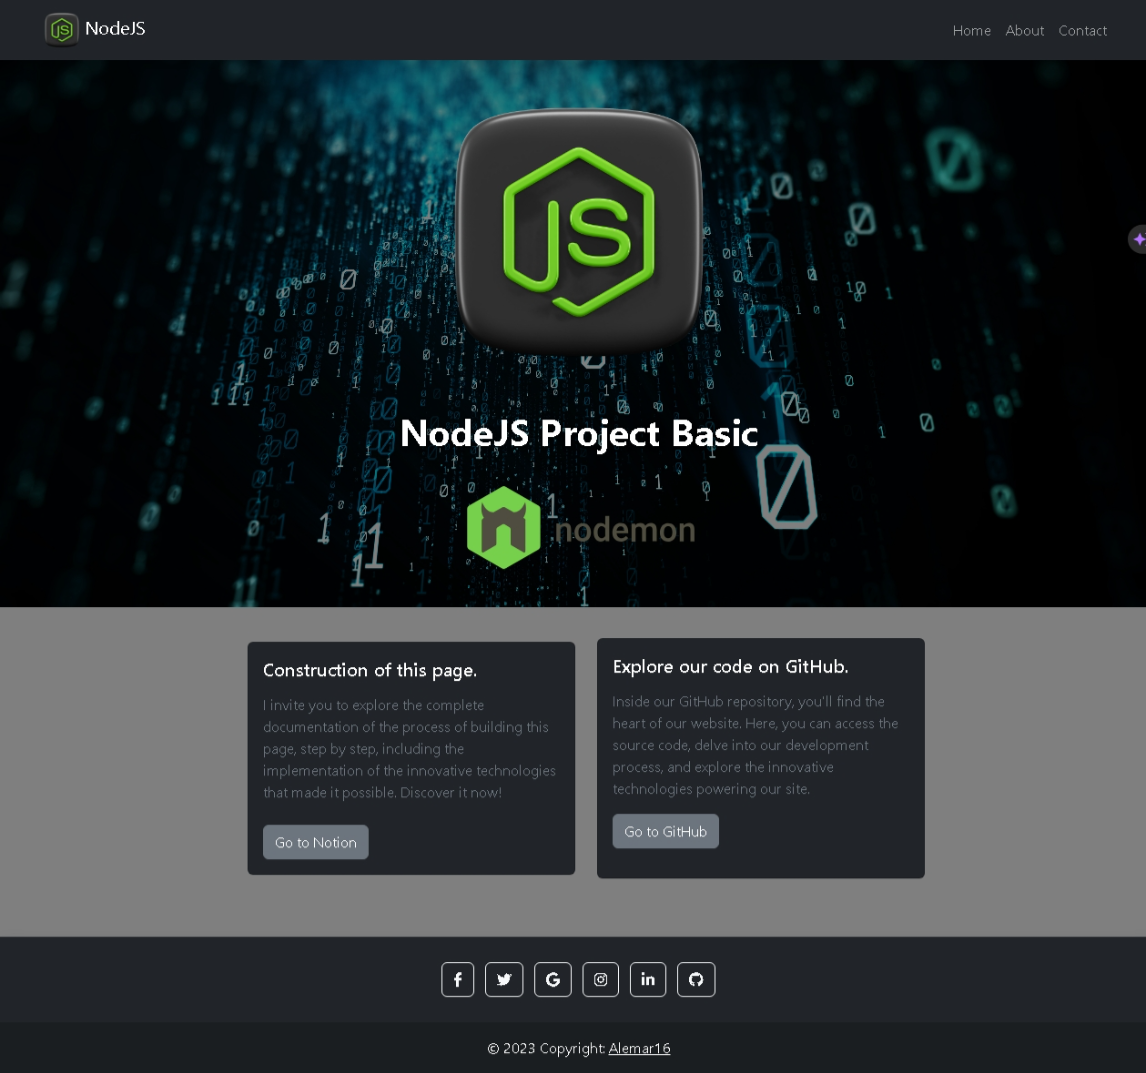 NodeJS
Home About Contact
JS
NodeJS Project Basic
nodemon
Construction of this page.
I invite you to explore the complete
documentation of the process of building this
page, step by step, including the
implementation of the innovative technologies
that made it possible. Discover it now!
Go to Notion
Explore our code on GitHub.
Inside our GitHub repository, you'll find the
heart of our website. Here, you can access the
source code, delve into our development
process, and explore the innovative
technologies powering our site.
Go to GitHub
© 2023 Copyright: Alemar16